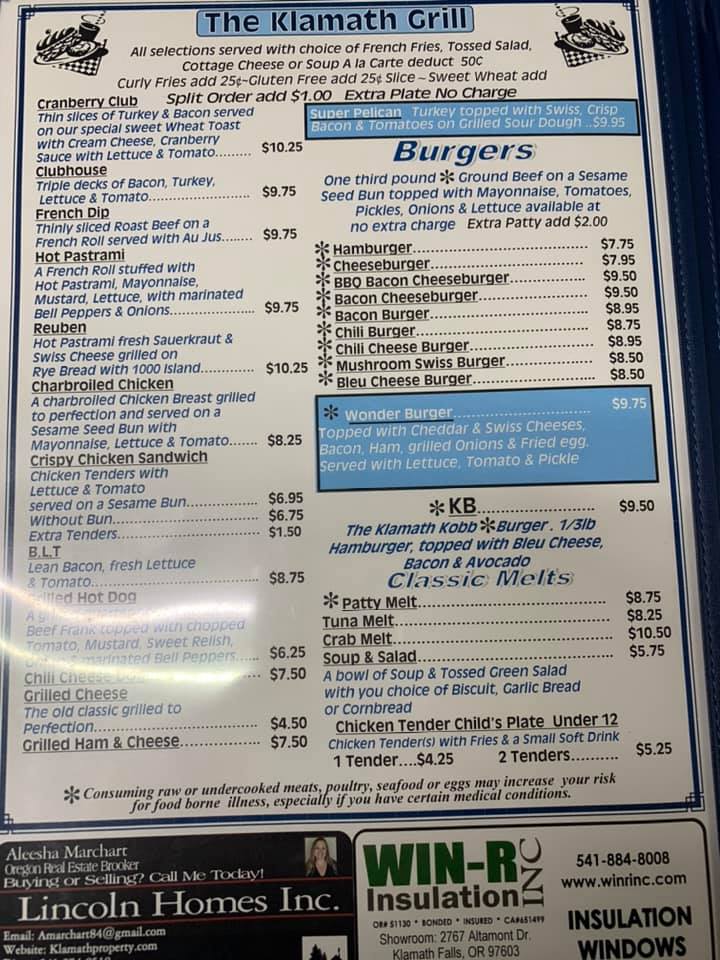 The Klamath Grill
All selections served with choice of French Fries, Tossed Salad,
Cottage Cheese or Soup A la Carte deduct 50¢
Curly Fries add 25¢~Gluten Free add 25¢ Slice~Sweet Wheat add
Split Order add $1.00 Extra Plate No Charge
Cranberry Club
Thin slices of Turkey & Bacon served
on our special sweet Wheat Toast
with Cream Cheese, Cranberry
Sauce with Lettuce & Tomato......... $10.25
Clubhouse
Triple decks of Bacon, Turkey,
Lettuce & Tomato......................... $9.75
French Dip
Thinly sliced Roast Beef on a
French Roll served with Au Jus....... $9.75
Hot Pastrami
A French Roll stuffed with
Hot Pastrami, Mayonnaise,
Mustard, Lettuce, with marinated
Bell Peppers & Onions.................. $9.75
Reuben
Hot Pastrami fresh Sauerkraut &
Swiss Cheese grilled on
Rye Bread with 1000 Island........... $10.25
Charbroiled Chicken
A charbroiled Chicken Breast grilled
to perfection and served on a
Sesame Seed Bun with
Mayonnaise, Lettuce & Tomato....... $8.25
Crispy Chicken Sandwich
Chicken Tenders with
Lettuce & Tomato
served on a Sesame Bun................ $6.95
Without Bun................................ $6.75
Extra Tenders.............................. $1.50
B.L.T
Lean Bacon, fresh Lettuce
& Tomato.................................... $8.75
Grilled Hot Dog
A
Beef Frank topped with chopped
Tomato, Mustard, Sweet Relish,
& marinated Bell Peppers..... $6.25
Chili Cheese $7.50
Grilled Cheese
The old classic grilled to
Perfection................................... $4.50
Grilled Ham & Cheese.................. $7.50
Super Pelican Turkey topped with Swiss, Crisp
Bacon & Tomatoes on Grilled Sour Dough ..$9.95
Burgers
One third pound * Ground Beef on a Sesame
Seed Bun topped with Mayonnaise, Tomatoes,
Pickles, Onions & Lettuce available at
no extra charge Extra Patty add $2.00
* Hamburger.................................... $7.75
* Cheeseburger................................ $7.95
* BBQ Bacon Cheeseburger............... $9.50
* Bacon Cheeseburger...................... $9.50
* Bacon Burger................................ $8.95
* Chili Burger.................................. $8.75
* Chili Cheese Burger....................... $8.95
* Mushroom Swiss Burger................. $8.50
* Bleu Cheese Burger........................ $8.50
* Wonder Burger............................ $9.75
Topped with Cheddar & Swiss Cheeses,
Bacon, Ham, grilled Onions & Fried egg.
Served with Lettuce, Tomato & Pickle
* KB........................ $9.50
The Klamath Kobb * Burger . 1/3lb
Hamburger, topped with Bleu Cheese,
Bacon & Avocado
Classic Melts
* Patty Melt...................................... $8.75
Tuna Melt......................................... $8.25
Crab Melt......................................... $10.50
Soup & Salad.................................... $5.75
A bowl of Soup & Tossed Green Salad
with you choice of Biscuit, Garlic Bread
or Cornbread
Chicken Tender Child's Plate Under 12
Chicken Tender(s) with Fries & a Small Soft Drink
1 Tender....$4.25 2 Tenders.......... $5.25
* Consuming raw or undercooked meats, poultry, seafood or eggs may increase your risk
for food borne illness, especially if you have certain medical conditions.
Aleesha Marchart
Oregon Real Estate Brooker
Buying or Selling? Call Me Today!
Lincoln Homes Inc.
Email: Amarchart84@gmail.com
Website: Klamathproperty.com
WIN-R
Insulation INC
OR# 51130 * BONDED * INSURED * CA#651499
Showroom: 2767 Altamont Dr.
Klamath Falls, OR 97603
541-884-8008
www.winrinc.com
INSULATION
WINDOWS